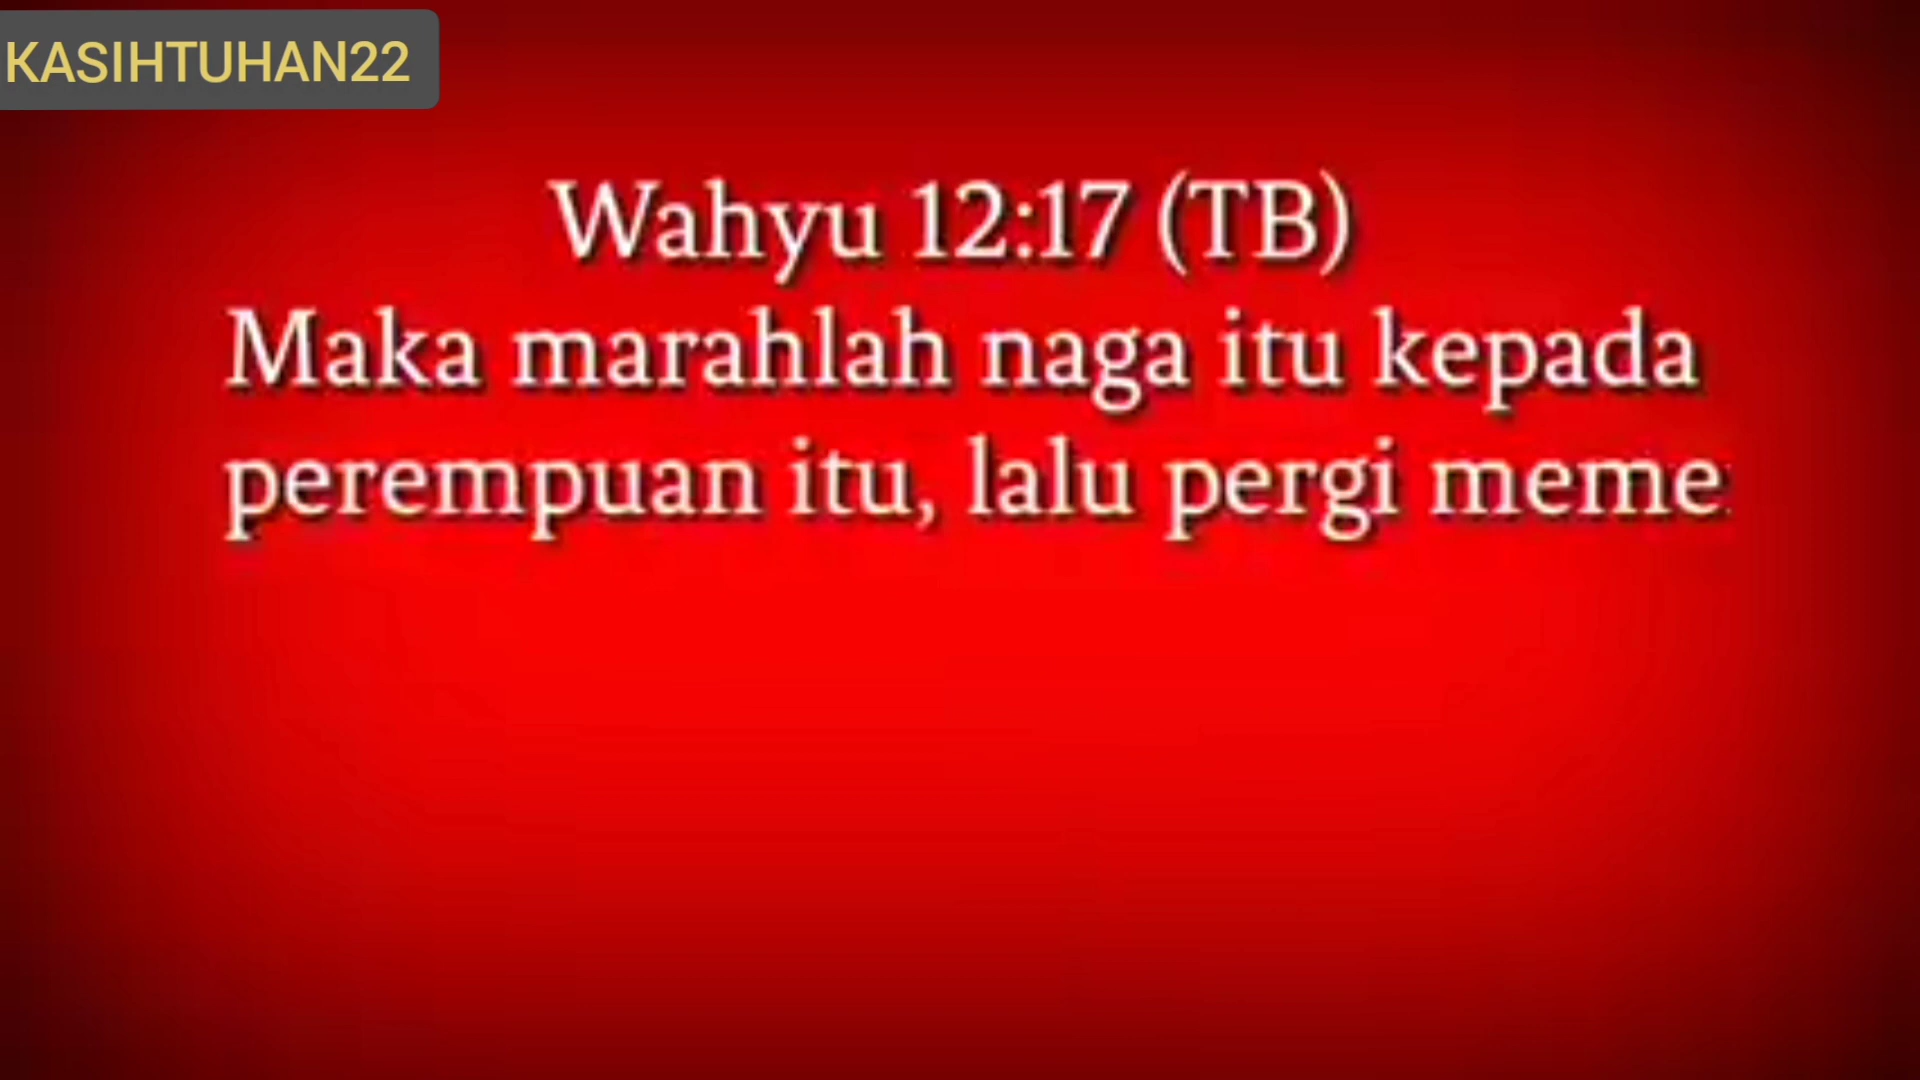 KASIHTUHAN22
Wahyu 12:17 (TB)
Maka marahlah naga itu kepada
perempuan itu, lalu pergi meme